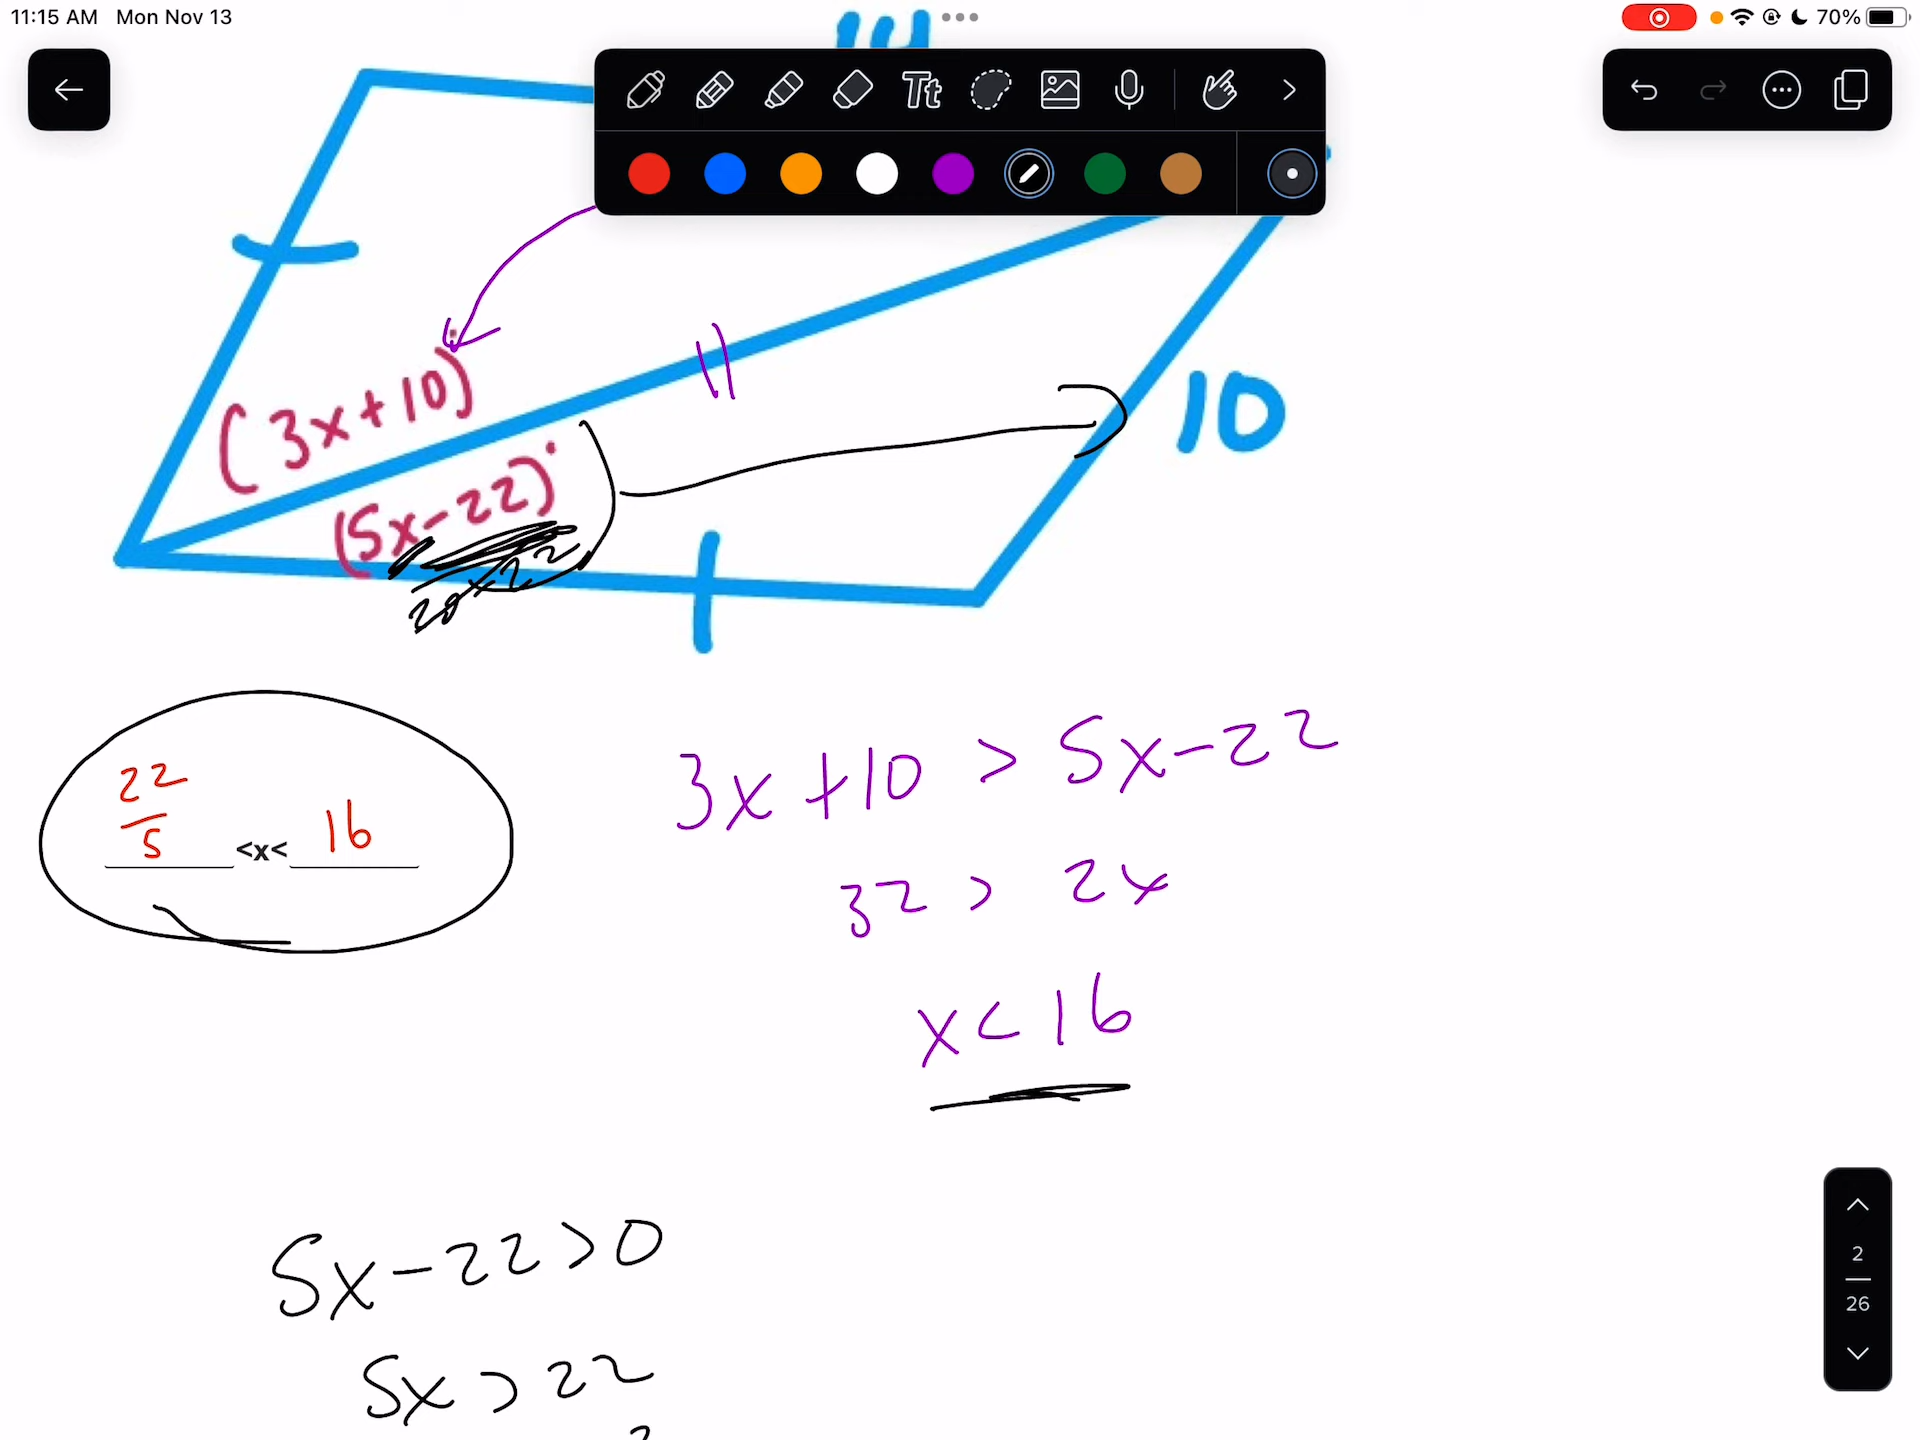 11:15 AM Mon Nov 13
70%
14
Tt
(3x+10)°
(5x-22)°
10
22
5
<x<
16
3x+10 > 5x-22
32 > 2x
x<16
5x-22>0
5x > 22
2
26